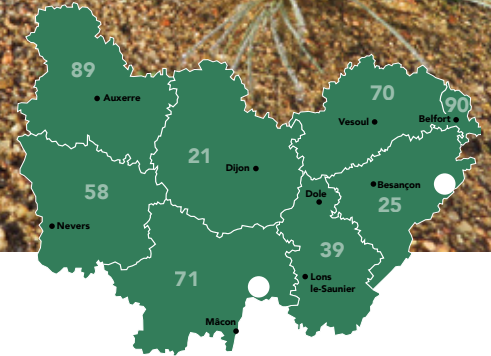 89
Auxerre
70
90
Belfort
Vesoul
21
Dijon
58
Besançon
Dole
25
Nevers
39
71
Lons
le-Saunier
Mâcon